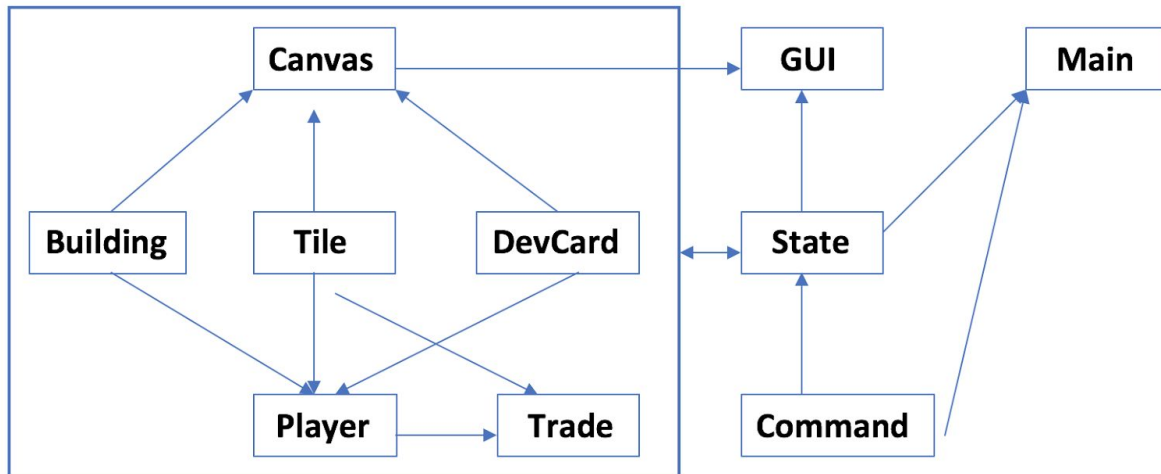 Canvas
GUI
Main
Building
Tile
DevCard
State
Player
Trade
Command